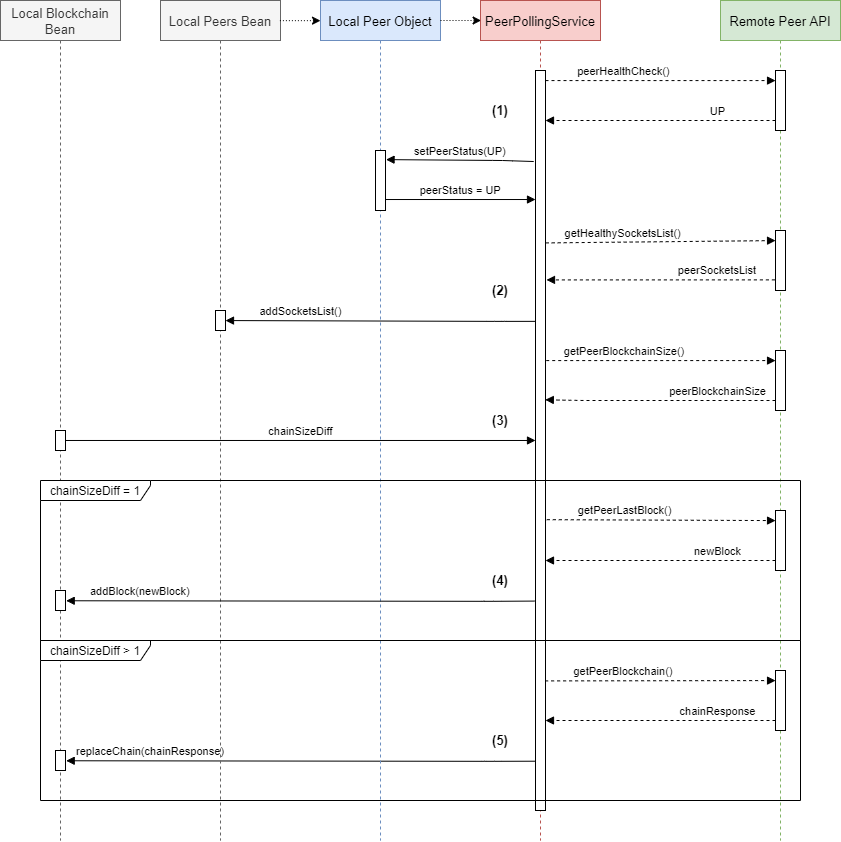 Local Blockchain
Bean
Local Peers Bean
Local Peer Object
PeerPollingService
Remote Peer API
peerHealthCheck()
(1)
UP
setPeerStatus(UP)
peerStatus = UP
getHealthySocketsList()
peerSocketsList
(2)
addSocketsList()
getPeerBlockchainSize()
peerBlockchainSize
(3)
chainSizeDiff
chainSizeDiff = 1
getPeerLastBlock()
newBlock
(4)
addBlock(newBlock)
chainSizeDiff > 1
getPeerBlockchain()
chainResponse
(5)
replaceChain(chainResponse)